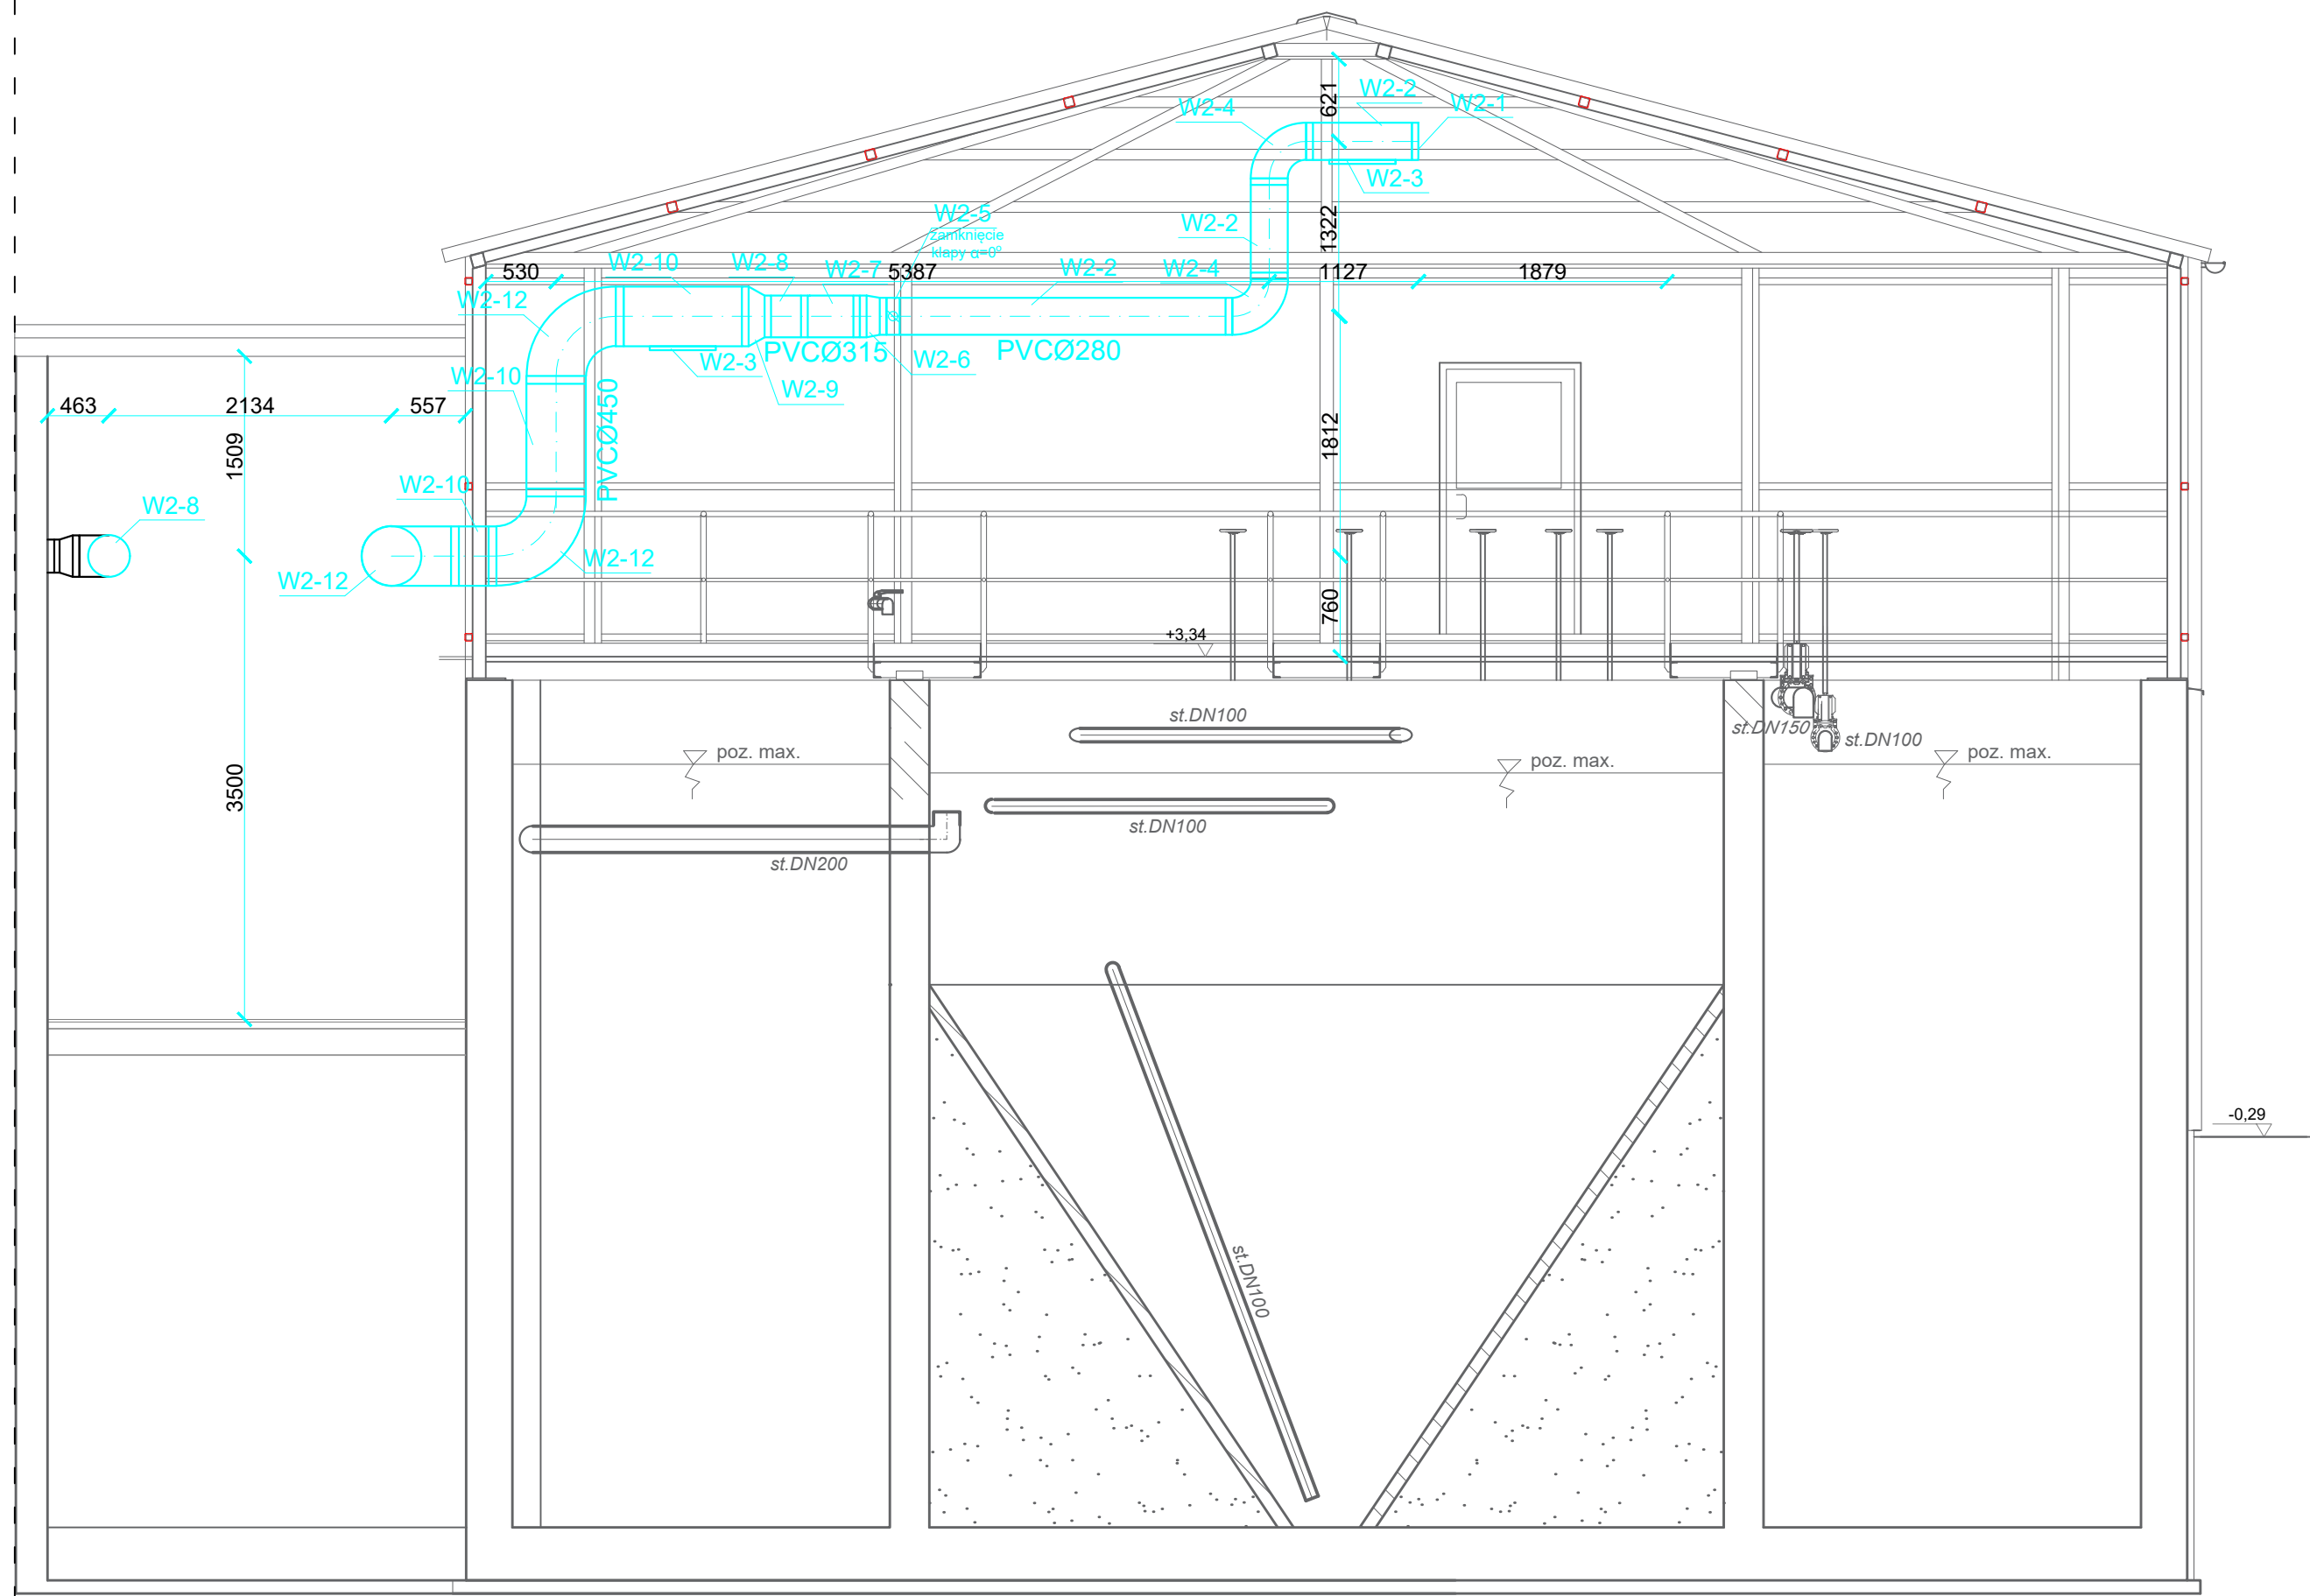 W2-2
W2-1
W2-4
621
W2-3
W2-5
zamknięcie
klapy α=0°
W2-2
1322
530
W2-10
W2-8
W2-7
5387
W2-2
W2-4
1127
1879
W2-12
PVCØ315
PVCØ280
W2-3
W2-6
W2-9
W2-10
PVCØ450
463
2134
557
1509
1812
W2-8
W2-10
W2-12
W2-12
760
+3,34
st.DN100
st.DN150
st.DN100
poz. max.
poz. max.
poz. max.
3500
st.DN100
st.DN200
-0,29
st.DN100